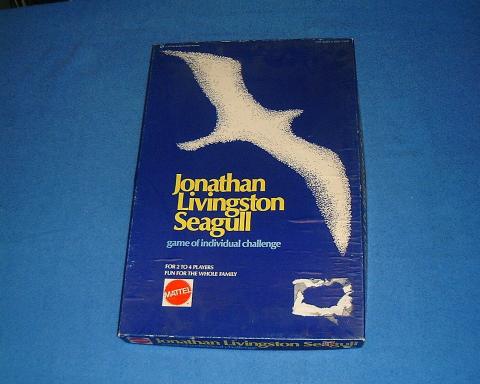 Jonathan
Livingston
Seagull
game of individual challenge
FOR 2 TO 4 PLAYERS
FUN FOR THE WHOLE FAMILY
MATTEL
Jonathan Livingston Seagull